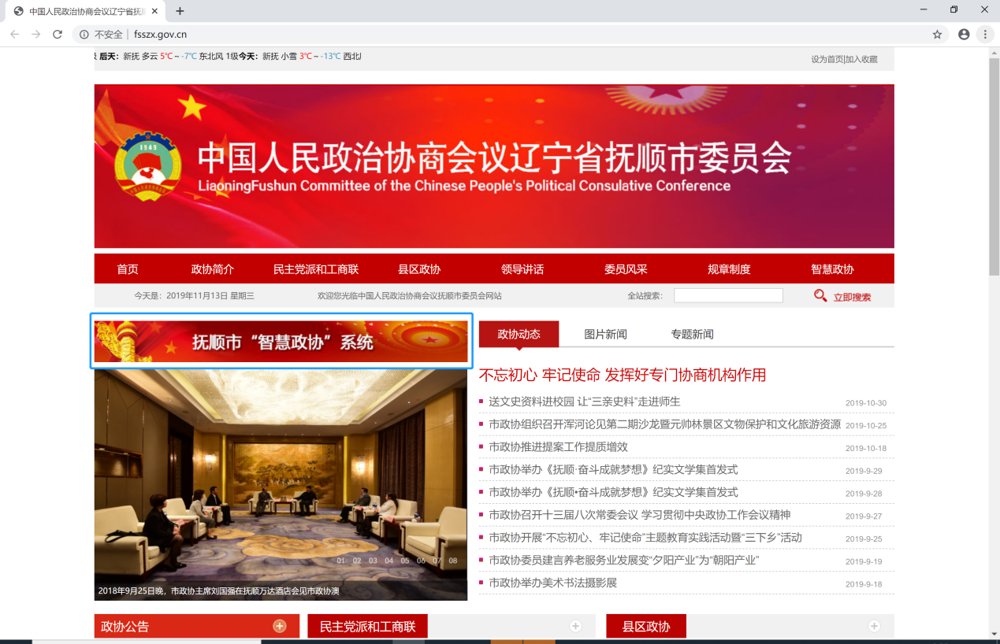 中国人民政治协商会议辽宁省抚
不安全 fsszx.gov.cn
后天：新抚 多云 5℃～-7℃ 东北风 1级今天：新抚 小雪 3℃～-13℃ 西北
设为首页|加入收藏
1949
中国人民政治协商会议辽宁省抚顺市委员会
LiaoningFushun Committee of the Chinese People's Political Consulative Conference
首页 政协简介 民主党派和工商联 县区政协 领导讲话 委员风采 规章制度 智慧政协
今天是：2019年11月13日 星期三 欢迎您光临中国人民政治协商会议抚顺市委员会网站 全站搜索： 立即搜索
抚顺市“智慧政协”系统
政协动态 图片新闻 专题新闻
不忘初心 牢记使命 发挥好专门协商机构作用
送文史资料进校园 让“三亲史料”走进师生 2019-10-30
市政协组织召开浑河论见第二期沙龙暨元帅林景区文物保护和文化旅游资源 2019-10-25
市政协推进提案工作提质增效 2019-10-18
市政协举办《抚顺·奋斗成就梦想》纪实文学集首发式 2019-9-29
市政协举办《抚顺•奋斗成就梦想》纪实文学集首发式 2019-9-28
市政协召开十三届八次常委会议 学习贯彻中央政协工作会议精神 2019-9-27
市政协开展“不忘初心、牢记使命”主题教育实践活动暨“三下乡”活动 2019-9-25
市政协委员建言养老服务业发展变“夕阳产业”为“朝阳产业” 2019-9-19
市政协举办美术书法摄影展 2019-9-18
01 02 03 04 05 06 07 08
2018年9月25日晚，市政协主席刘国强在抚顺万达酒店会见市政协澳
政协公告 民主党派和工商联 县区政协